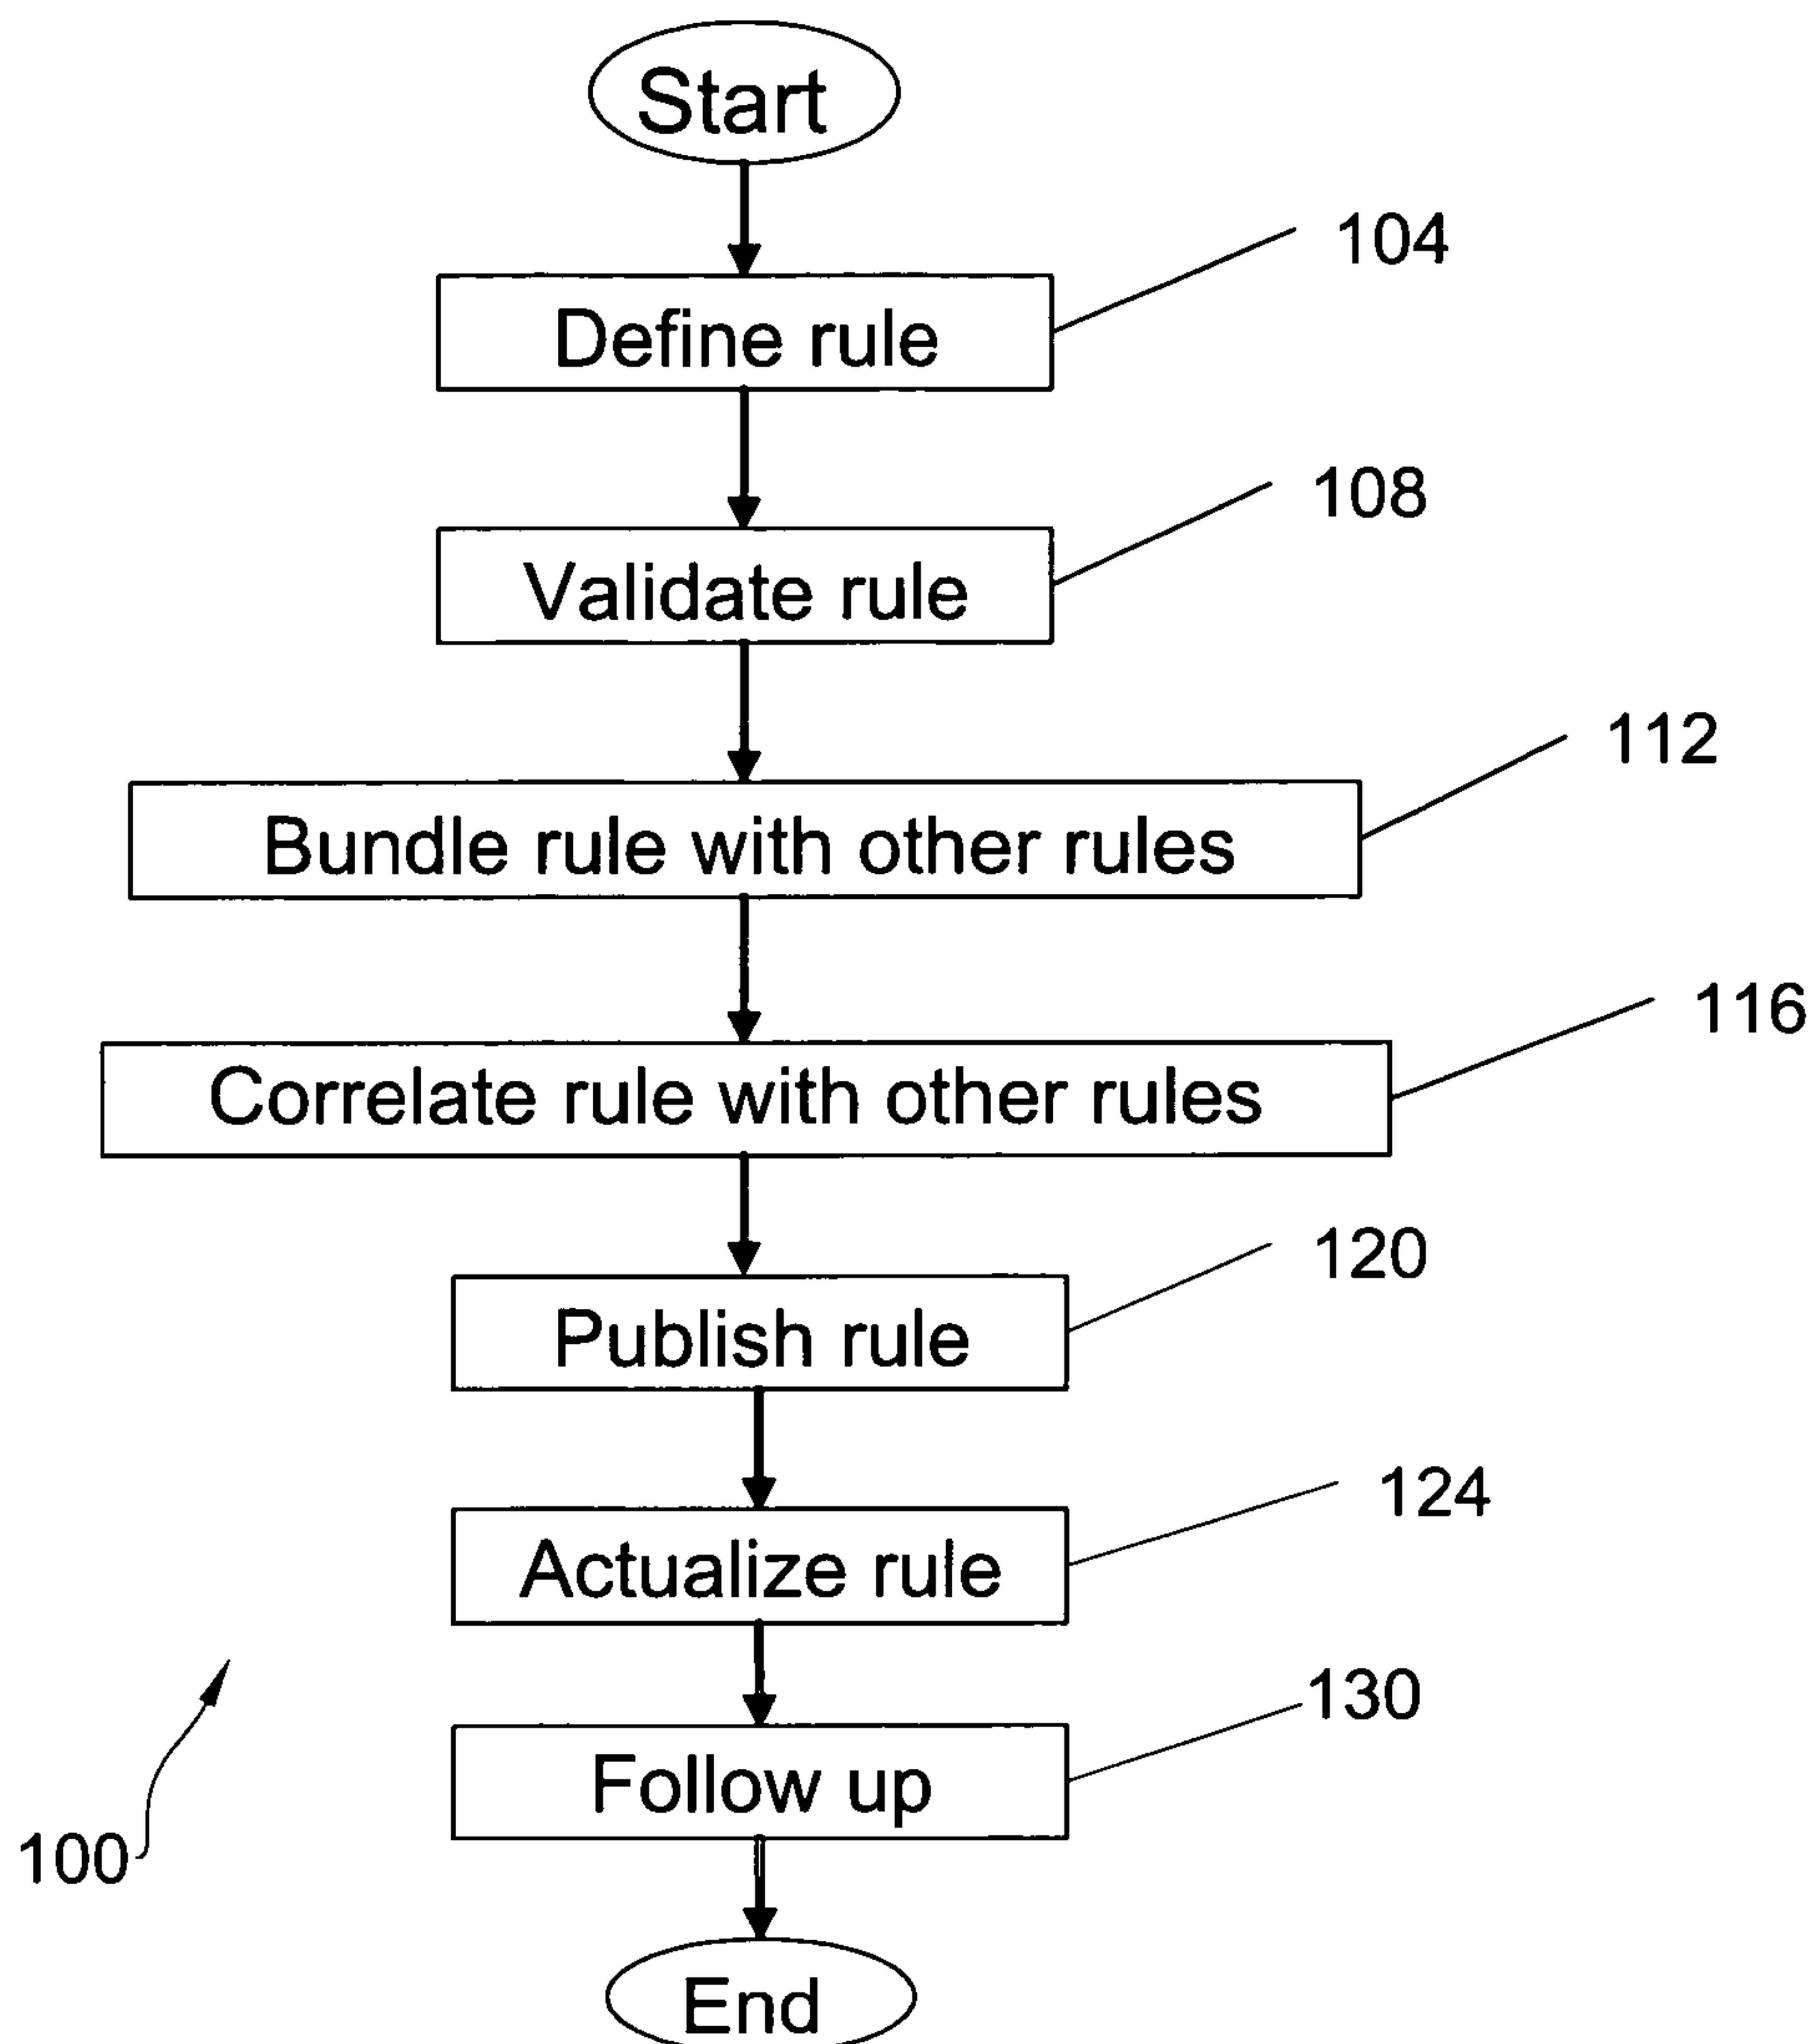 Start
104
Define rule
108
Validate rule
112
Bundle rule with other rules
116
Correlate rule with other rules
120
Publish rule
124
Actualize rule
130
Follow up
100
End